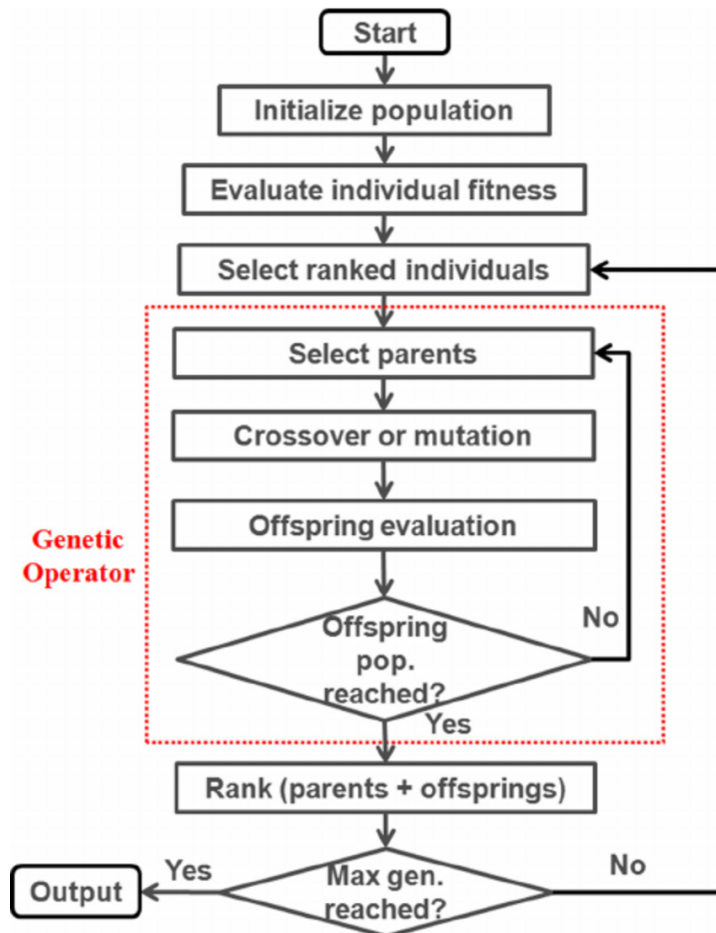 Start
Initialize population
Evaluate individual fitness
Select ranked individuals
Select parents
Crossover or mutation
Offspring evaluation
Genetic
Operator
Offspring
pop.
reached?
No
Yes
Rank (parents + offsprings)
Max gen.
reached?
Yes
No
Output